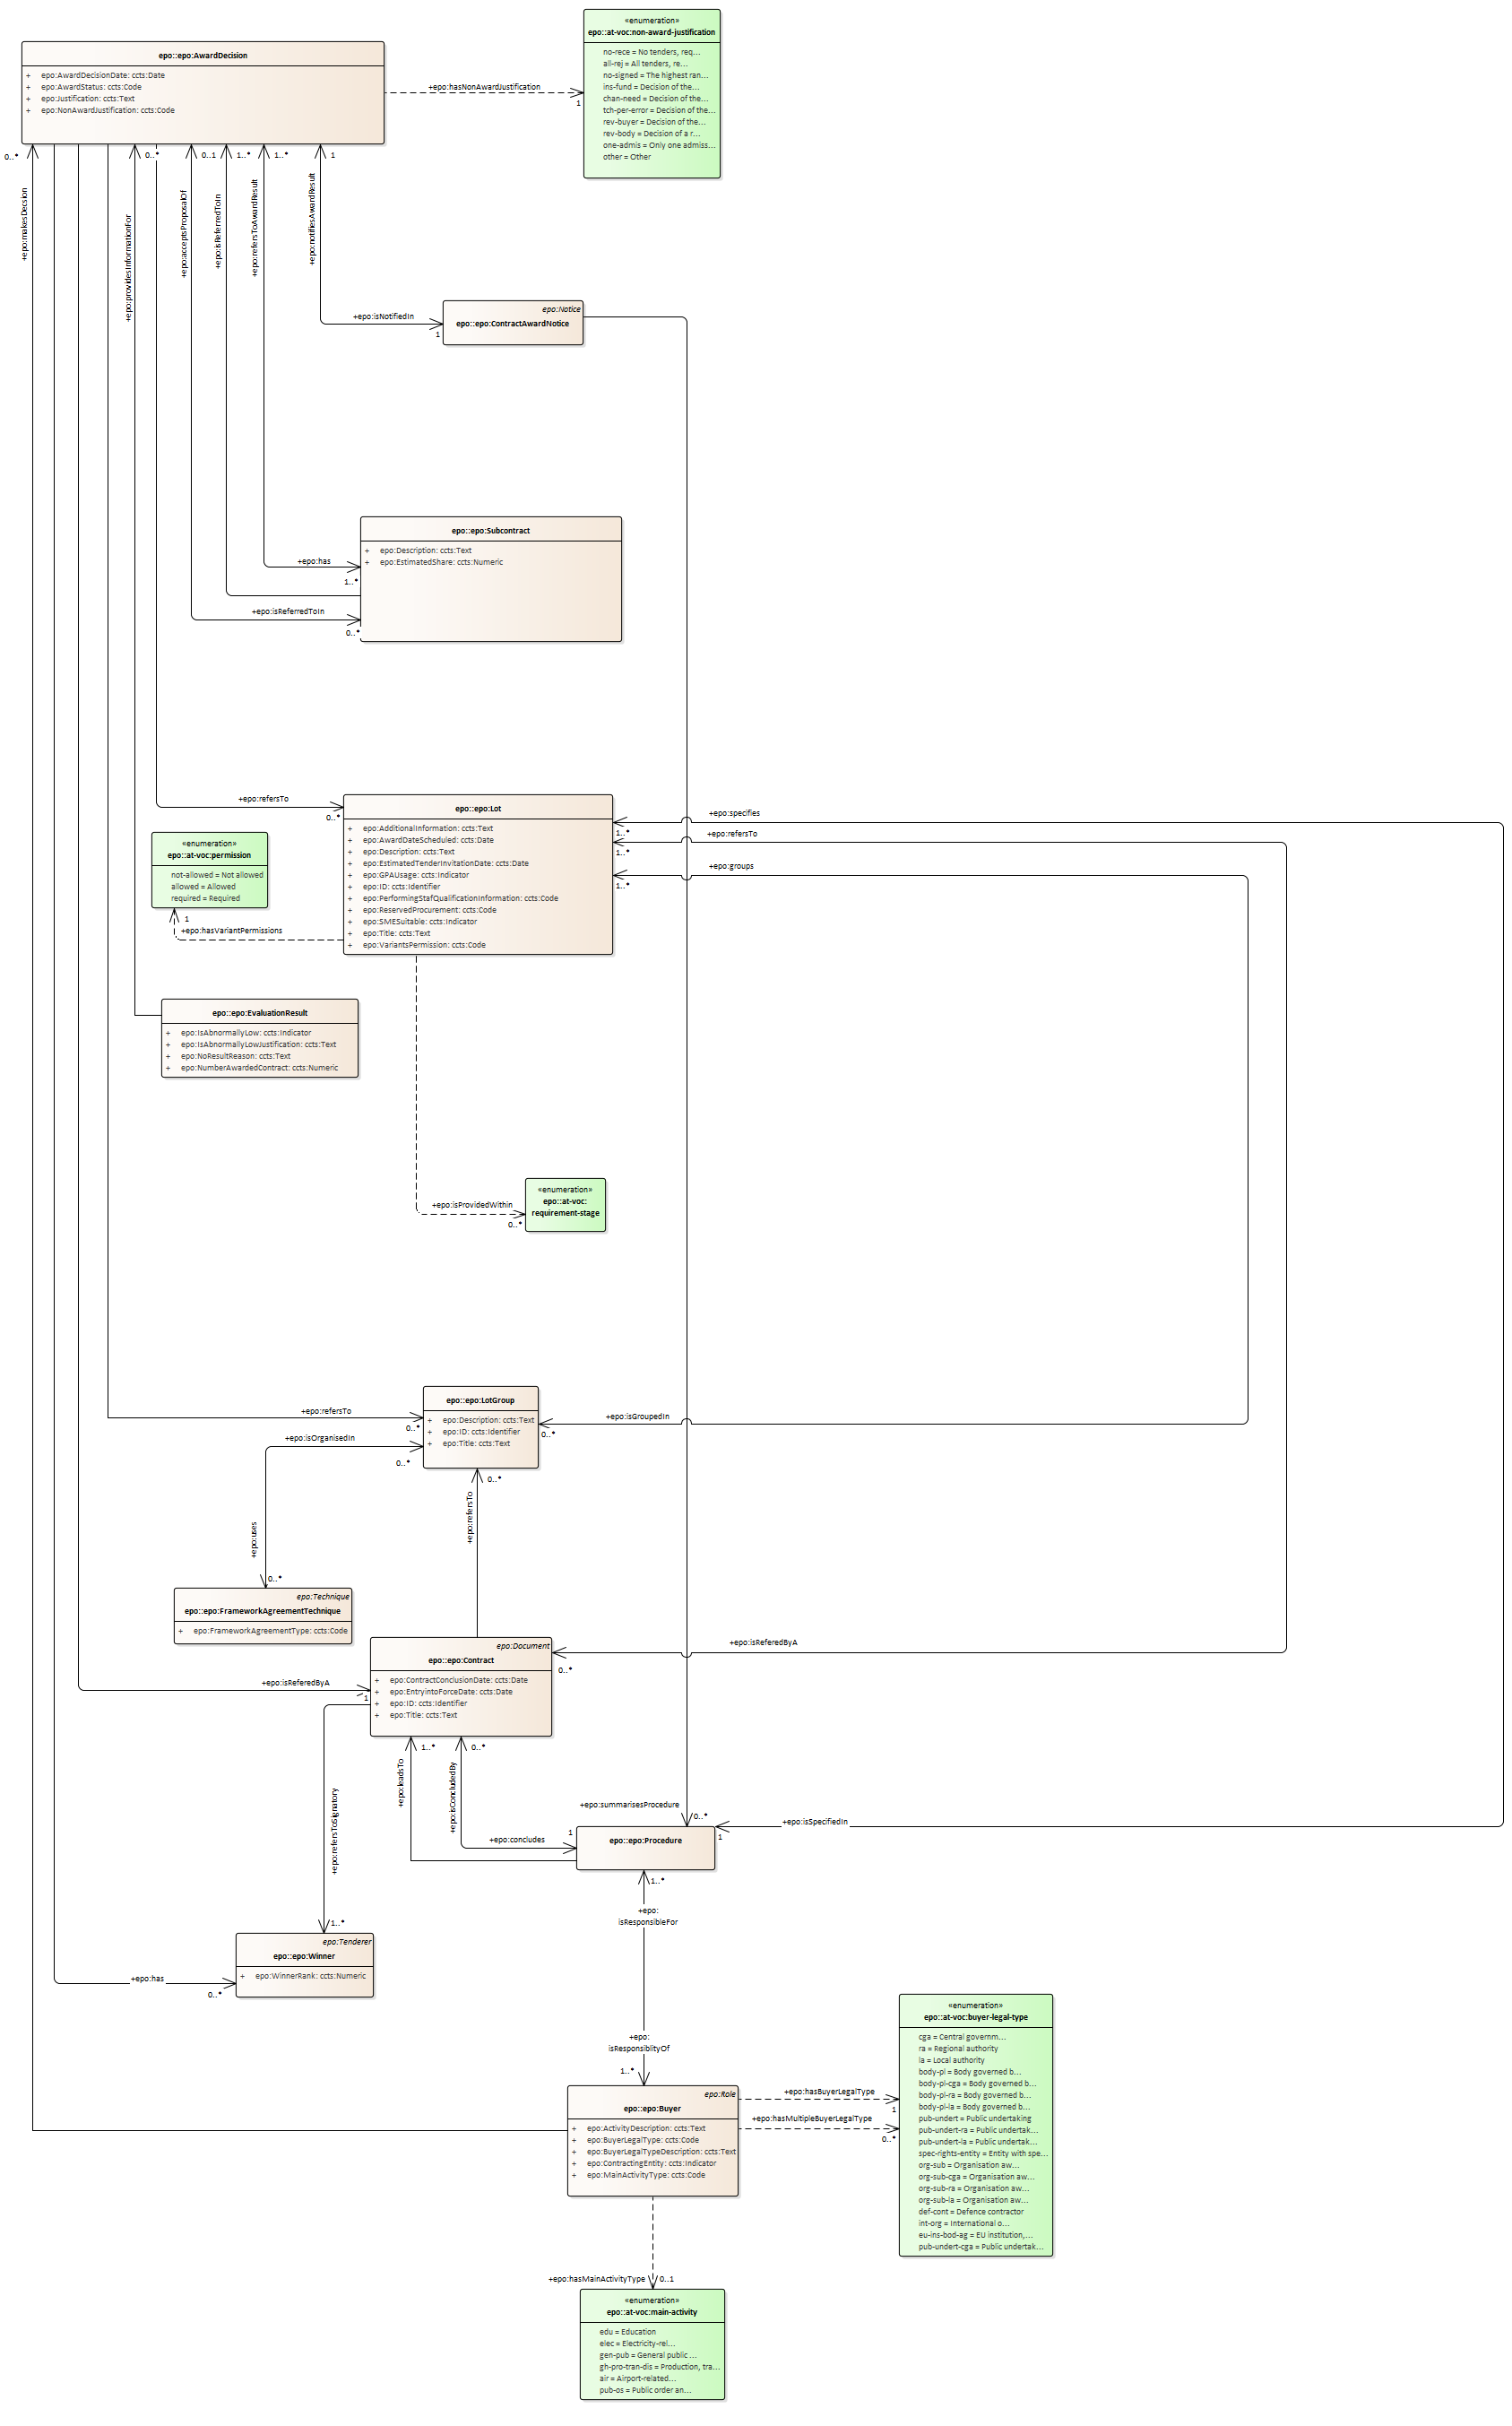 «enumeration»
epo::at-voc:non-award-justification
no-rece = No tenders, req...
all-rej = All tenders, re...
no-signed = The highest ran...
ins-fund = Decision of the...
chan-need = Decision of the...
tch-per-error = Decision of the...
rev-buyer = Decision of the...
rev-body = Decision of a r...
one-admis = Only one admiss...
other = Other
epo::epo:AwardDecision
+ epo:AwardDecisionDate: ccts:Date
+ epo:AwardStatus: ccts:Code
+ epo:Justification: ccts:Text
+ epo:NonAwardJustification: ccts:Code
+epo:hasNonAwardJustification
1
0..*
0..*
0..1
1..*
1..*
1
+epo:makesDecsion
+epo:providesInformationFor
+epo:acceptsProposalOf
+epo:isReferredToIn
+epo:refersToAwardResult
+epo:notifiesAwardResult
+epo:isNotifiedIn
1
epo:Notice
epo::epo:ContractAwardNotice
epo::epo:Subcontract
+ epo:Description: ccts:Text
+ epo:EstimatedShare: ccts:Numeric
+epo:has
1..*
+epo:isReferredToIn
0..*
+epo:refersTo
0..*
epo::epo:Lot
+ epo:AdditionalInformation: ccts:Text
+ epo:AwardDateScheduled: ccts:Date
+ epo:Description: ccts:Text
+ epo:EstimatedTenderInvitationDate: ccts:Date
+ epo:GPAUsage: ccts:Indicator
+ epo:ID: ccts:Identifier
+ epo:PerformingStafQualificationInformation: ccts:Code
+ epo:ReservedProcurement: ccts:Code
+ epo:SMESuitable: ccts:Indicator
+ epo:Title: ccts:Text
+ epo:VariantsPermission: ccts:Code
+epo:specifies
1..*
+epo:refersTo
1..*
+epo:groups
1..*
«enumeration»
epo::at-voc:permission
not-allowed = Not allowed
allowed = Allowed
required = Required
1
+epo:hasVariantPermissions
epo::epo:EvaluationResult
+ epo:IsAbnormallyLow: ccts:Indicator
+ epo:IsAbnormallyLowJustification: ccts:Text
+ epo:NoResultReason: ccts:Text
+ epo:NumberAwardedContract: ccts:Numeric
«enumeration»
epo::at-voc:
requirement-stage
+epo:isProvidedWithin
0..*
epo::epo:LotGroup
+ epo:Description: ccts:Text
+ epo:ID: ccts:Identifier
+ epo:Title: ccts:Text
+epo:refersTo
0..*
+epo:isGroupedIn
0..*
+epo:isOrganisedIn
0..*
0..*
+epo:refersTo
+epo:uses
0..*
epo:Technique
epo::epo:FrameworkAgreementTechnique
+ epo:FrameworkAgreementType: ccts:Code
epo:Document
epo::epo:Contract
+ epo:ContractConclusionDate: ccts:Date
+ epo:EntryintoForceDate: ccts:Date
+ epo:ID: ccts:Identifier
+ epo:Title: ccts:Text
+epo:isReferedByA
0..*
+epo:isReferedByA
1
1..*
0..*
+epo:leadsTo
+epo:isConcludedBy
+epo:refersToSignatory
1..*
+epo:summarisesProcedure
0..*
+epo:isSpecifiedIn
1
1
+epo:concludes
epo::epo:Procedure
1..*
+epo:
isResponsibleFor
epo:Tenderer
epo::epo:Winner
+ epo:WinnerRank: ccts:Numeric
+epo:has
0..*
+epo:
isResponsiblityOf
1..*
epo:Role
epo::epo:Buyer
+ epo:ActivityDescription: ccts:Text
+ epo:BuyerLegalType: ccts:Code
+ epo:BuyerLegalTypeDescription: ccts:Text
+ epo:ContractingEntity: ccts:Indicator
+ epo:MainActivityType: ccts:Code
+epo:hasBuyerLegalType
1
+epo:hasMultipleBuyerLegalType
0..*
«enumeration»
epo::at-voc:buyer-legal-type
cga = Central governm...
ra = Regional authority
la = Local authority
body-pl = Body governed b...
body-pl-cga = Body governed b...
body-pl-ra = Body governed b...
body-pl-la = Body governed b...
pub-undert = Public undertaking
pub-undert-ra = Public undertak...
pub-undert-la = Public undertak...
spec-rights-entity = Entity with spe...
org-sub = Organisation aw...
org-sub-cga = Organisation aw...
org-sub-ra = Organisation aw...
org-sub-la = Organisation aw...
def-cont = Defence contractor
int-org = International o...
eu-ins-bod-ag = EU institution,...
pub-undert-cga = Public undertak...
+epo:hasMainActivityType
0..1
«enumeration»
epo::at-voc:main-activity
edu = Education
elec = Electricity-rel...
gen-pub = General public ...
gh-pro-tran-dis = Production, tra...
air = Airport-related...
pub-os = Public order an...